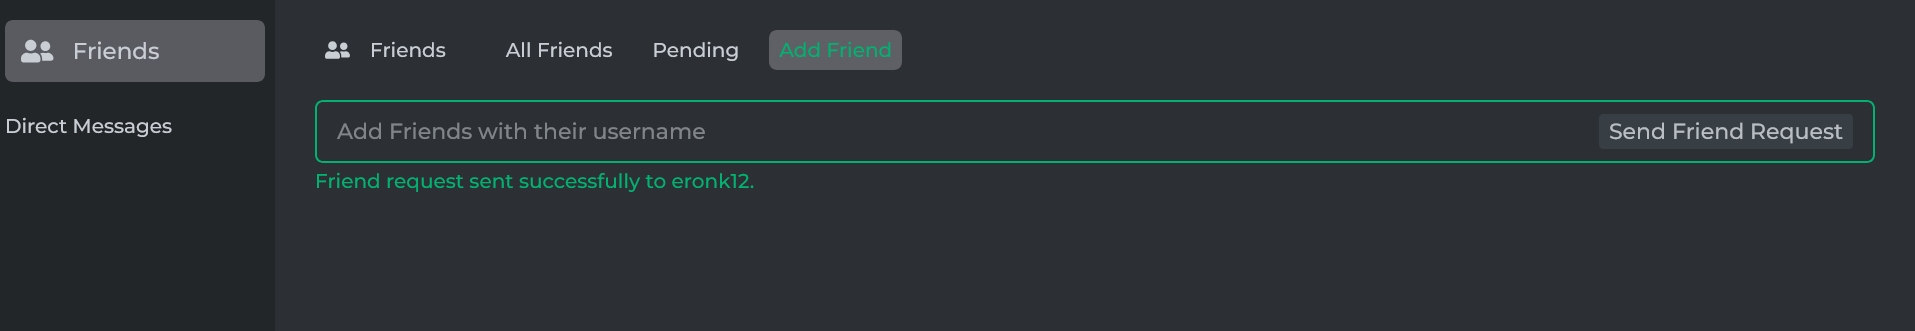 Friends
Direct Messages
Friends All Friends Pending Add Friend
Add Friends with their username Send Friend Request
Friend request sent successfully to eronk12.